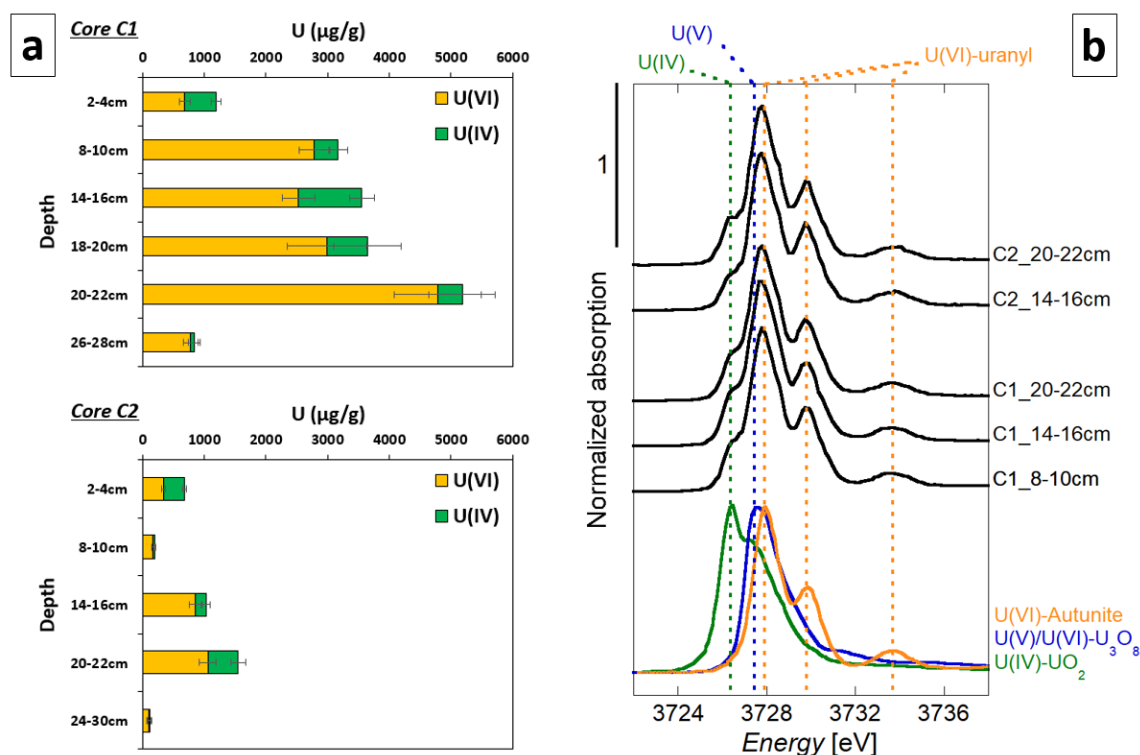 a
Core C1
U (µg/g)
0 1000 2000 3000 4000 5000 6000
Depth
2-4cm
8-10cm
14-16cm
18-20cm
20-22cm
26-28cm
U(VI)
U(IV)
Core C2
U (µg/g)
0 1000 2000 3000 4000 5000 6000
Depth
2-4cm
8-10cm
14-16cm
20-22cm
24-30cm
U(VI)
U(IV)
b
U(V)
U(IV)
U(VI)-uranyl
1
Normalized absorption
C2_20-22cm
C2_14-16cm
C1_20-22cm
C1_14-16cm
C1_8-10cm
U(VI)-Autunite
U(V)/U(VI)-U₃O₈
U(IV)-UO₂
3724 3728 3732 3736
Energy [eV]